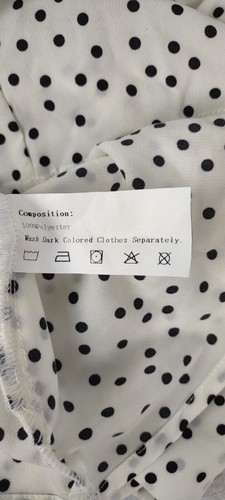 Composition:
100%Polyester
Wash Dark Colored Clothes Separately.